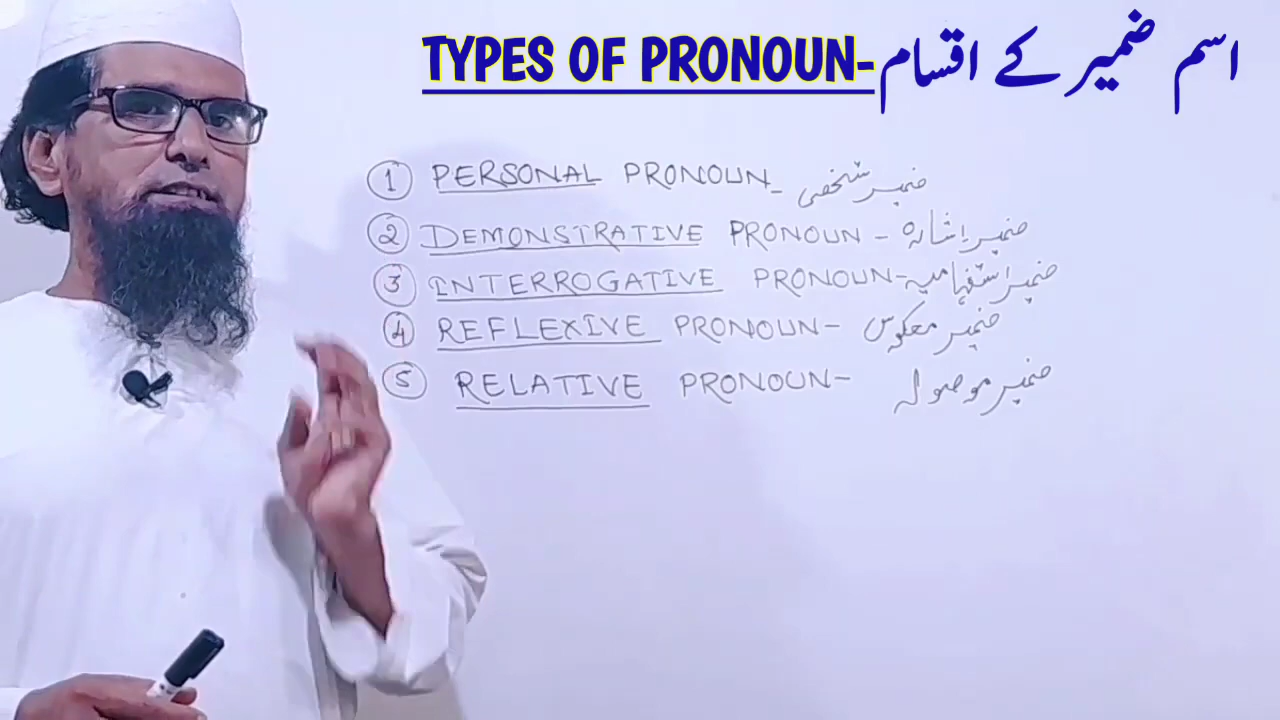 TYPES OF PRONOUN-اسم ضمیر کے اقسام
① PERSONAL PRONOUN - ضمیر شخصی
② DEMONSTRATIVE PRONOUN - ضمیر اشارہ
③ INTERROGATIVE PRONOUN - ضمیر استفہامیہ
④ REFLEXIVE PRONOUN - ضمیر معکوس
⑤ RELATIVE PRONOUN - ضمیر موصولہ